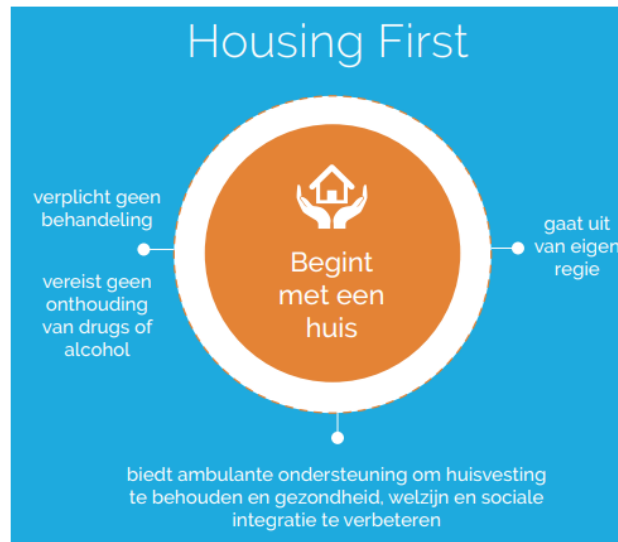 Housing First
verplicht geen
behandeling
vereist geen
onthouding
van drugs of
alcohol
Begint
met een
huis
gaat uit
van eigen
regie
biedt ambulante ondersteuning om huisvesting
te behouden en gezondheid, welzijn en sociale
integratie te verbeteren